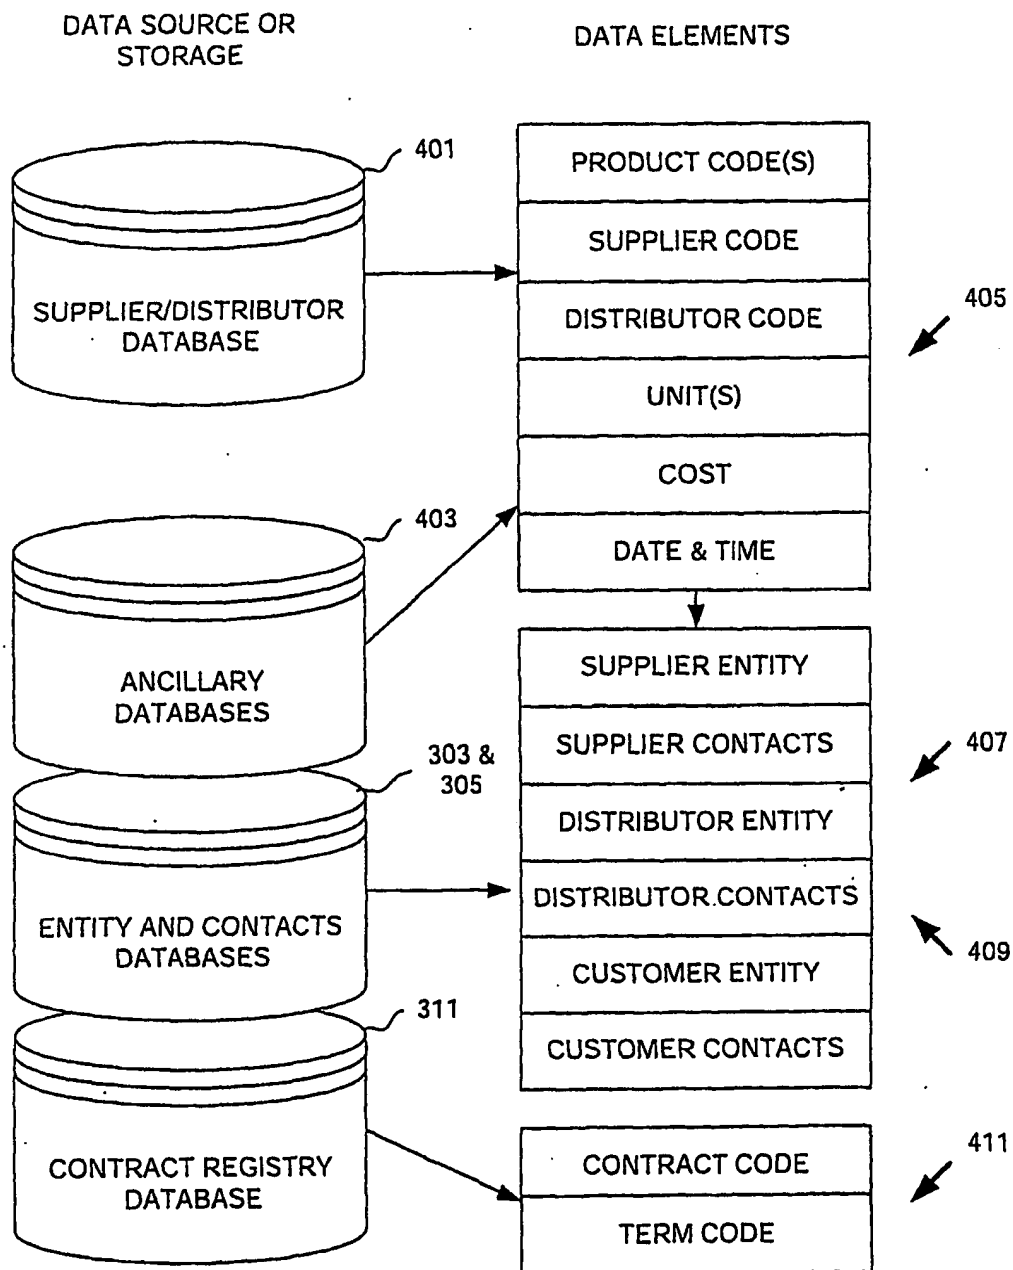 DATA SOURCE OR
STORAGE
DATA ELEMENTS
401
SUPPLIER/DISTRIBUTOR
DATABASE
PRODUCT CODE(S)
SUPPLIER CODE
DISTRIBUTOR CODE
UNIT(S)
COST
DATE & TIME
405
403
ANCILLARY
DATABASES
303 &
305
ENTITY AND CONTACTS
DATABASES
SUPPLIER ENTITY
SUPPLIER CONTACTS
DISTRIBUTOR ENTITY
DISTRIBUTOR CONTACTS
CUSTOMER ENTITY
CUSTOMER CONTACTS
407
409
311
CONTRACT REGISTRY
DATABASE
CONTRACT CODE
TERM CODE
411